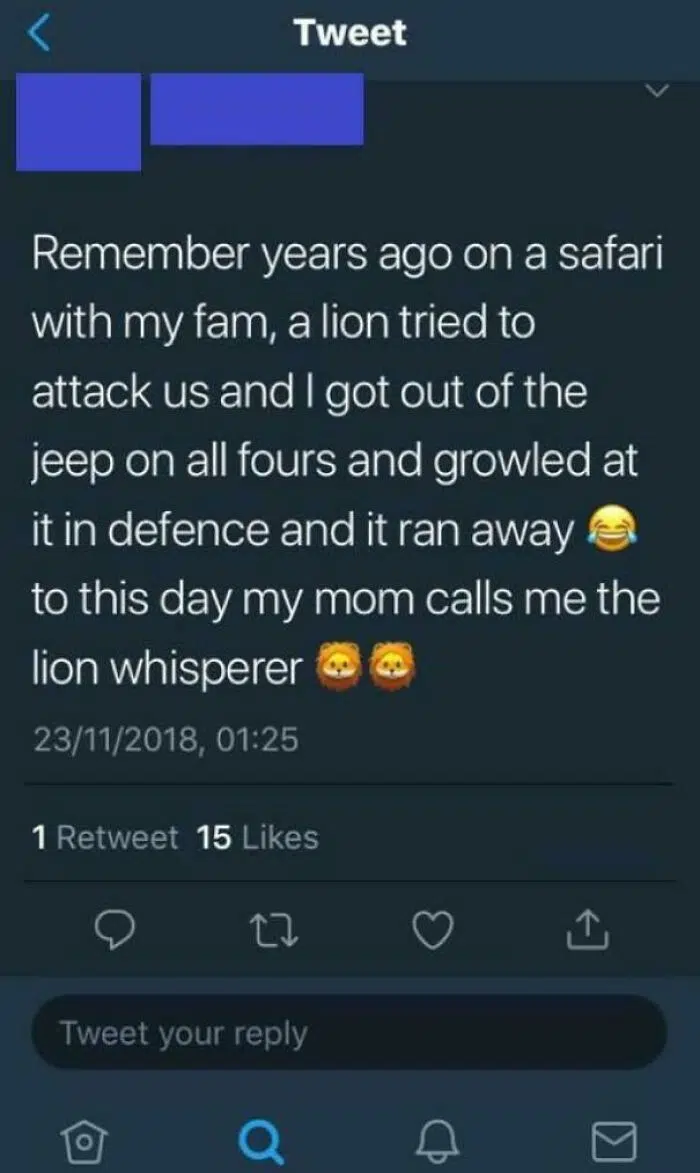 Tweet
Remember years ago on a safari
with my fam, a lion tried to
attack us and I got out of the
jeep on all fours and growled at
it in defence and it ran away 😂
to this day my mom calls me the
lion whisperer 🦁🦁
23/11/2018, 01:25
1 Retweet 15 Likes
Tweet your reply